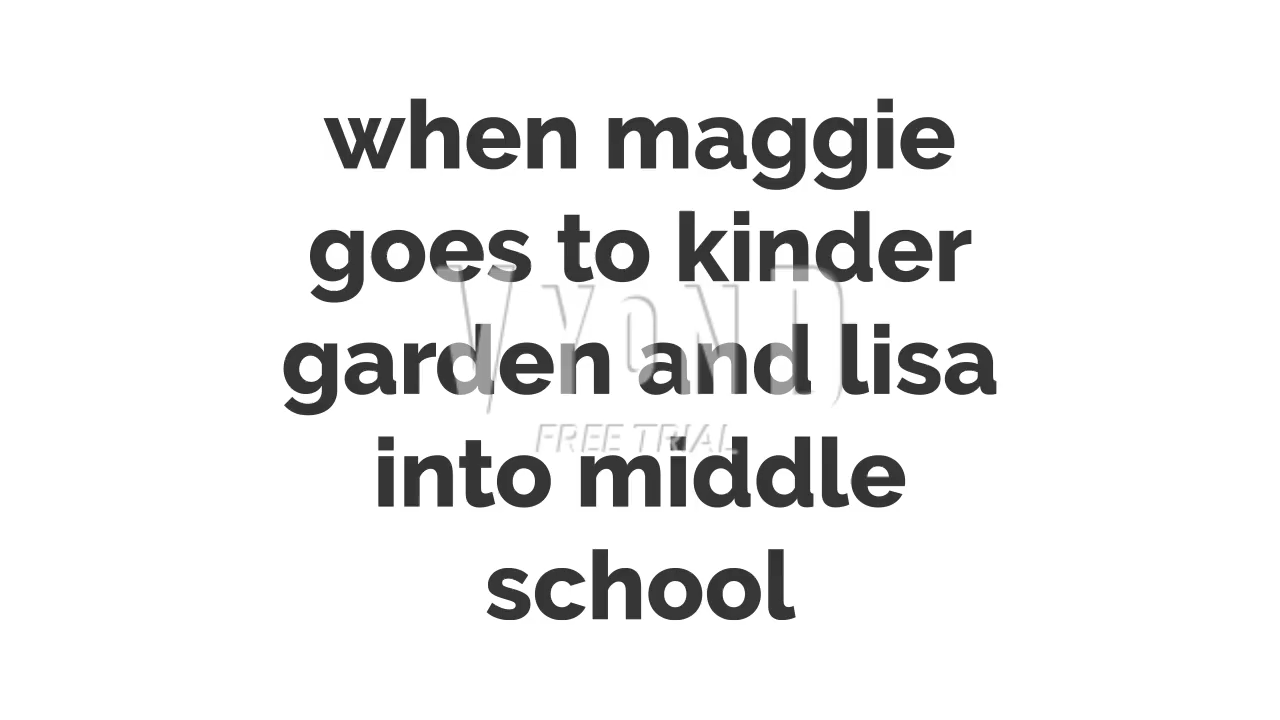 when maggie
goes to kinder
garden and lisa
into middle
school
VYOND
FREE TRIAL